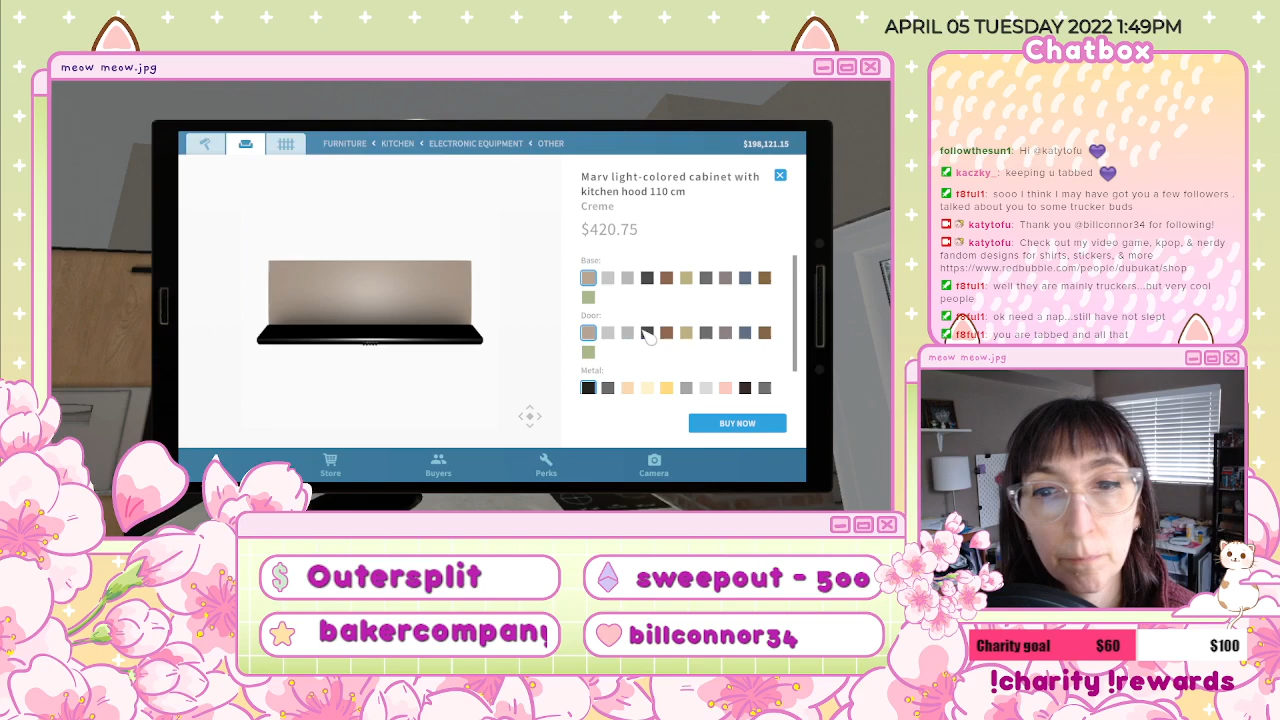 APRIL 05 TUESDAY 2022 1:49PM
meow meow.jpg
FURNITURE < KITCHEN < ELECTRONIC EQUIPMENT < OTHER
$198,121.15
Marv light-colored cabinet with
kitchen hood 110 cm
Creme
$420.75
Base:
Door:
Metal:
BUY NOW
Store
Buyers
Perks
Camera
Chatbox
followthesun1: Hi @katytofu
kaczky_: keeping u tabbed
f8ful1: sooo I think I may have got you a few followers .
talked about you to some trucker buds
katytofu: Thank you @billconnor34 for following!
katytofu: Check out my video game, kpop, & nerdy
fandom designs for shirts, stickers, & more
https://www.redbubble.com/people/dubukat/shop
f8ful1: well they are mainly truckers...but very cool
people
f8ful1: ok need a nap...still have not slept
f8ful1: you are tabbed and all that
meow meow.jpg
Outersplit
sweepout - 500
bakercompany
billconnor34
Charity goal $60 $100
!charity !rewards